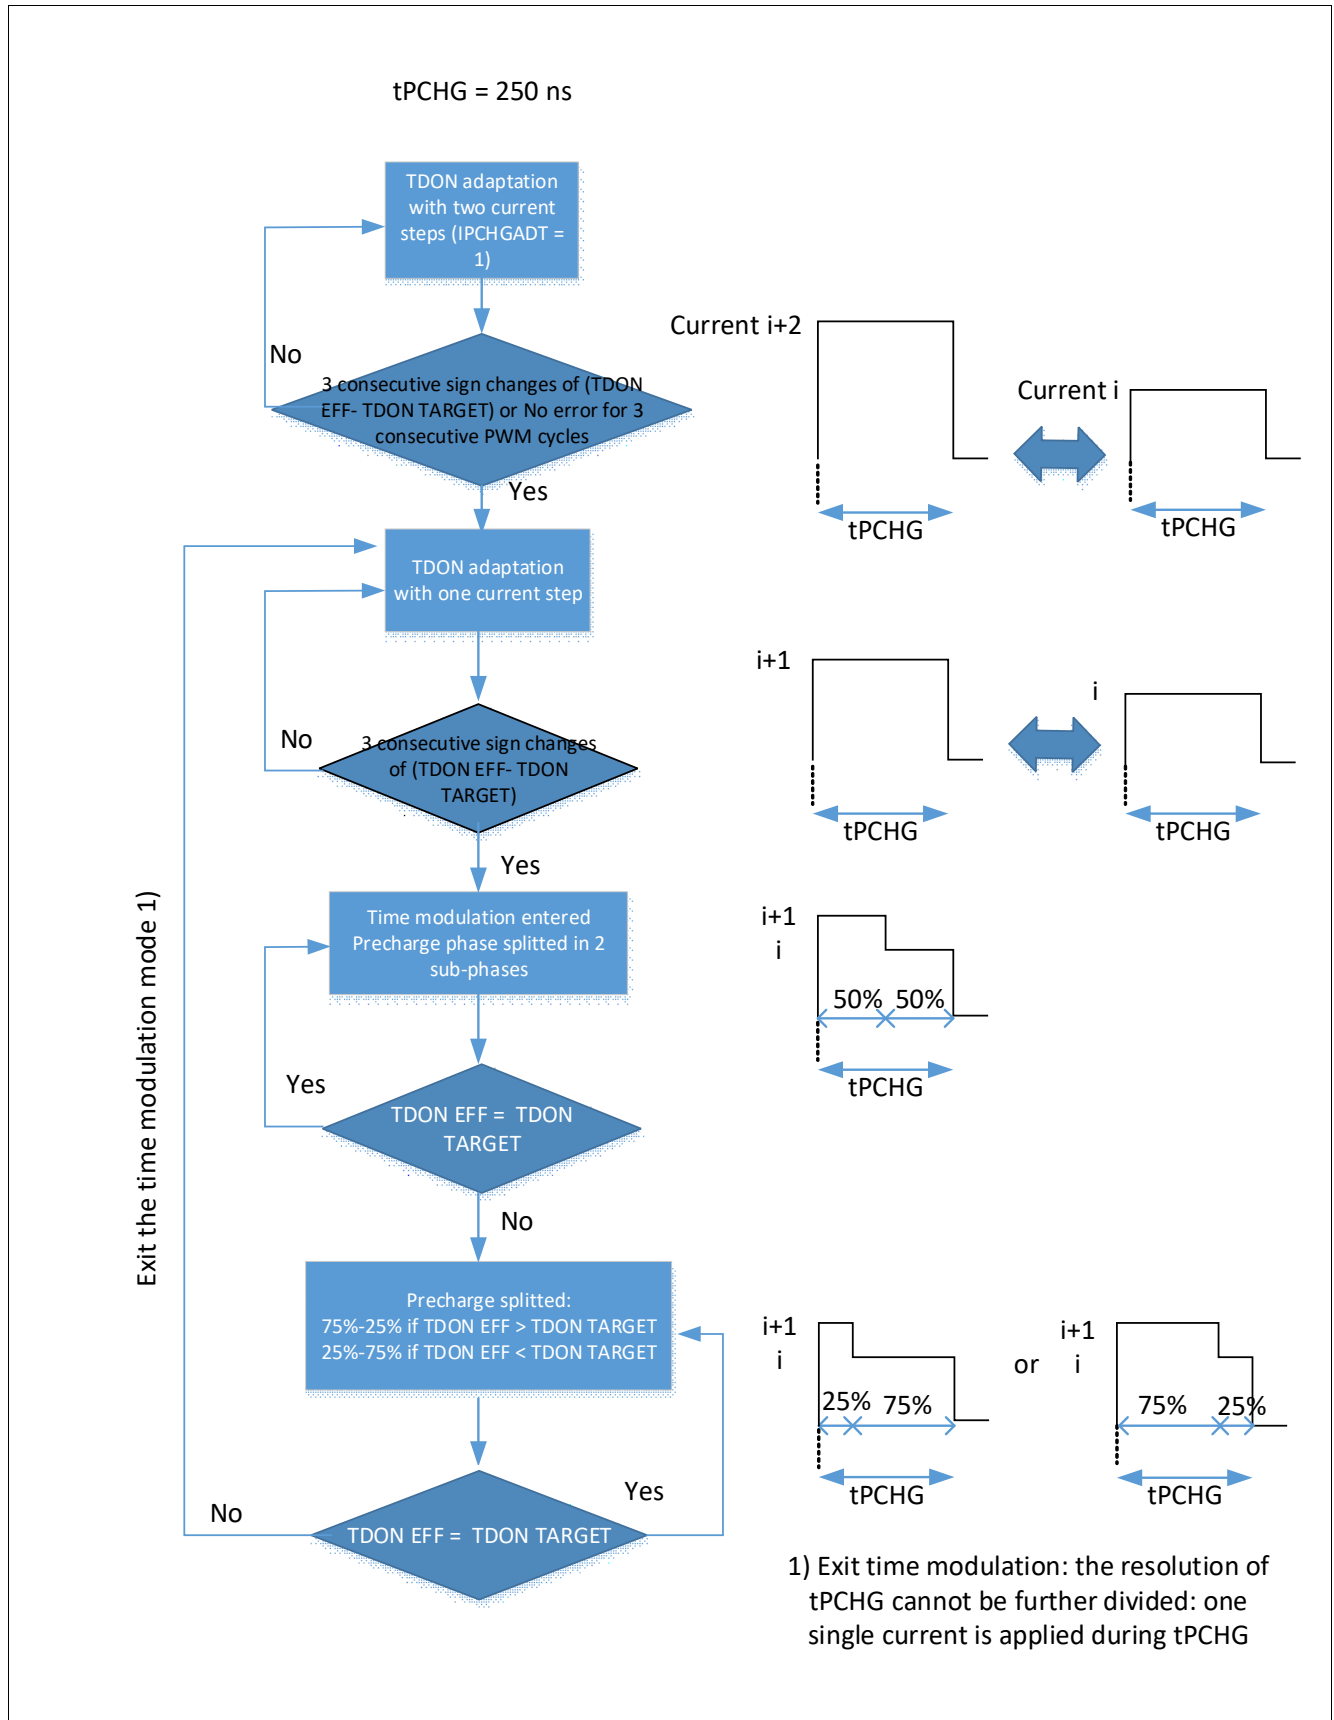 tPCHG = 250 ns
TDON adaptation
with two current
steps (IPCHGADT =
1)
No
3 consecutive sign changes of (TDON
EFF- TDON TARGET) or No error for 3
consecutive PWM cycles
Yes
Current i+2
tPCHG
Current i
tPCHG
TDON adaptation
with one current step
No
3 consecutive sign changes
of (TDON EFF- TDON
TARGET)
Yes
i+1
tPCHG
i
tPCHG
Time modulation entered
Precharge phase splitted in 2
sub-phases
i+1
i
50%
50%
tPCHG
Yes
TDON EFF =  TDON
TARGET
No
Exit the time modulation mode 1)
Precharge splitted:
75%-25% if TDON EFF > TDON TARGET
25%-75% if TDON EFF < TDON TARGET
i+1
i
25%
75%
tPCHG
or
i+1
i
75%
25%
tPCHG
No
Yes
TDON EFF =  TDON TARGET
1) Exit time modulation: the resolution of
tPCHG cannot be further divided: one
single current is applied during tPCHG